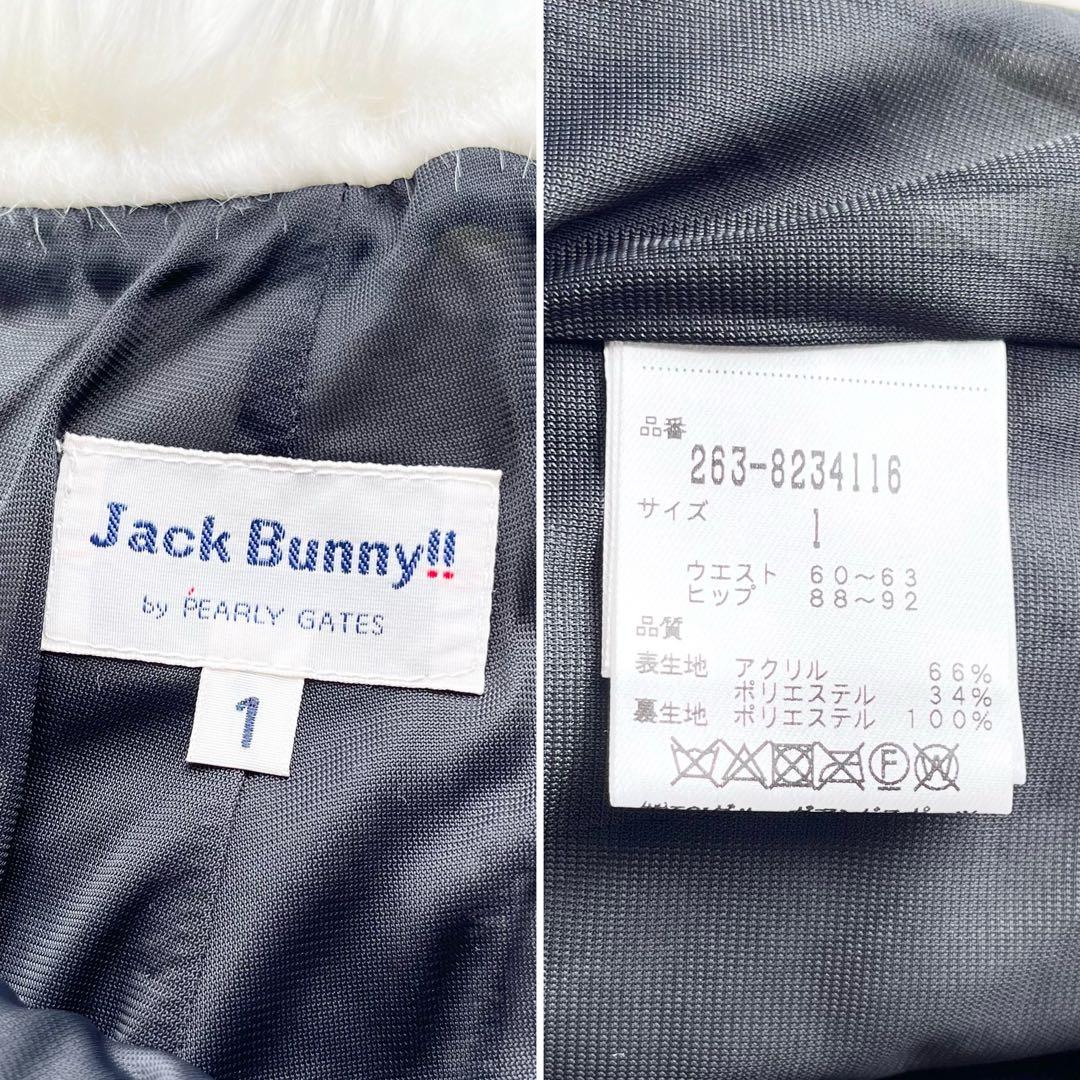 Jack Bunny!!
by PEARLY GATES
1
品番
263-8234116
サイズ
1
ウエスト 60～63
ヒップ 88～92
品質
表生地 アクリル 66%
ポリエステル 34%
裏生地 ポリエステル 100%
F W